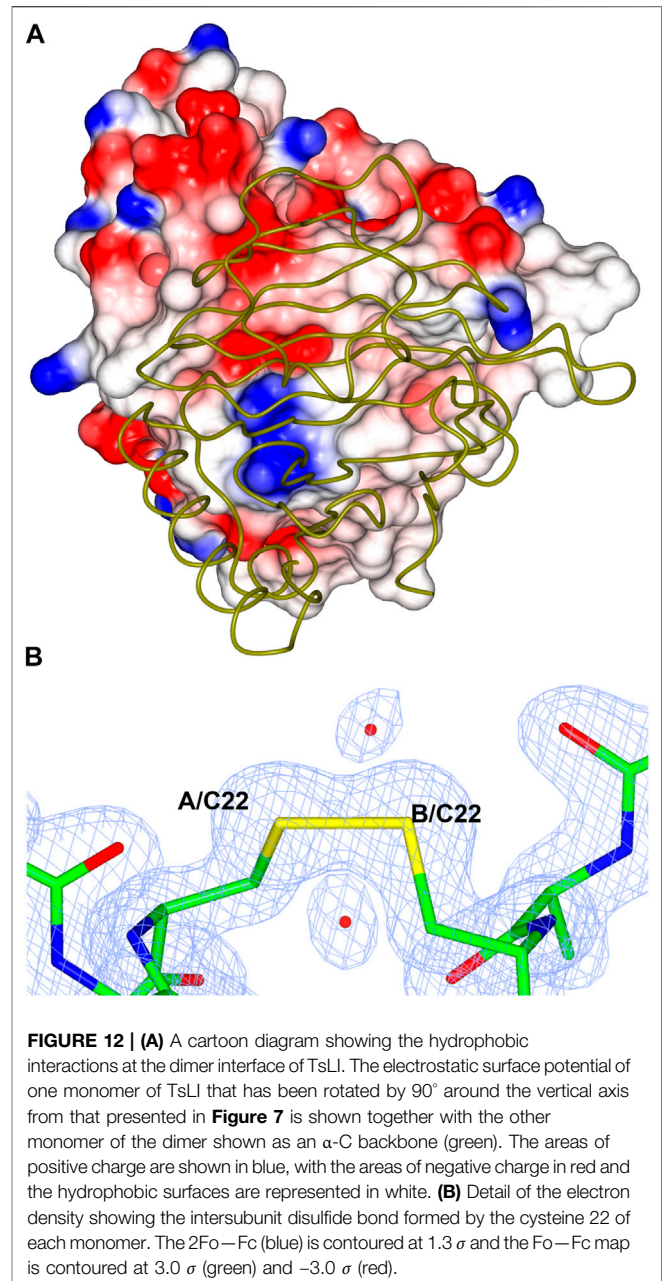 A
B
A/C22
B/C22
FIGURE 12 | (A) A cartoon diagram showing the hydrophobic
interactions at the dimer interface of TsLI. The electrostatic surface potential of
one monomer of TsLI that has been rotated by 90° around the vertical axis
from that presented in Figure 7 is shown together with the other
monomer of the dimer shown as an α-C backbone (green). The areas of
positive charge are shown in blue, with the areas of negative charge in red and
the hydrophobic surfaces are represented in white. (B) Detail of the electron
density showing the intersubunit disulfide bond formed by the cysteine 22 of
each monomer. The 2Fo—Fc (blue) is contoured at 1.3 σ and the Fo—Fc map
is contoured at 3.0 σ (green) and −3.0 σ (red).